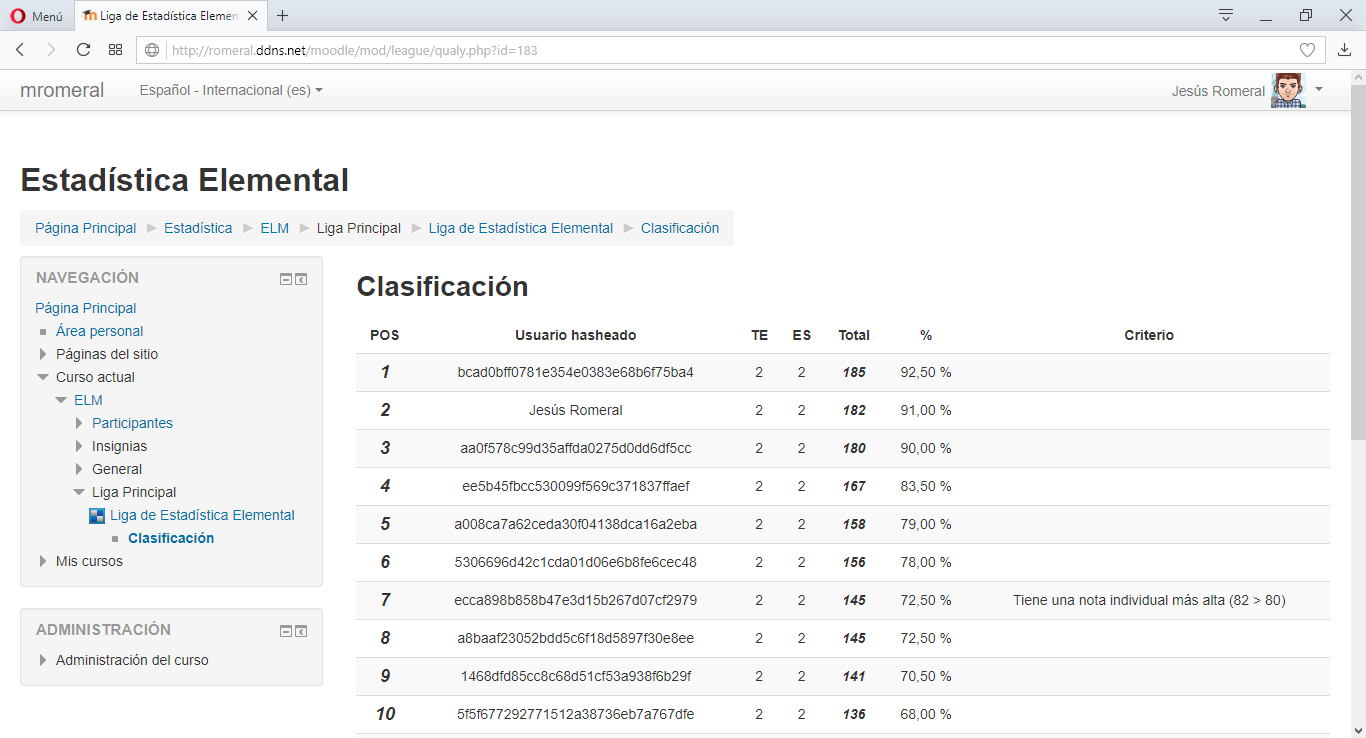 Menú
Liga de Estadística Elemen
http://romeral.ddns.net/moodle/mod/league/qualy.php?id=183
mromeral Español - Internacional (es) Jesús Romeral
Estadística Elemental
Página Principal Estadística ELM Liga Principal Liga de Estadística Elemental Clasificación
NAVEGACIÓN
Página Principal
Área personal
Páginas del sitio
Curso actual
ELM
Participantes
Insignias
General
Liga Principal
Liga de Estadística Elemental
Clasificación
Mis cursos
ADMINISTRACIÓN
Administración del curso
Clasificación
POS Usuario hasheado TE ES Total % Criterio
1 bcad0bff0781e354e0383e68b6f75ba4 2 2 185 92,50 %
2 Jesús Romeral 2 2 182 91,00 %
3 aa0f578c99d35affda0275d0dd6df5cc 2 2 180 90,00 %
4 ee5b45fbcc530099f569c371837ffaef 2 2 167 83,50 %
5 a008ca7a62ceda30f04138dca16a2eba 2 2 158 79,00 %
6 5306696d42c1cda01d06e6b8fe6cec48 2 2 156 78,00 %
7 ecca898b858b47e3d15b267d07cf2979 2 2 145 72,50 % Tiene una nota individual más alta (82 > 80)
8 a8baaf23052bdd5c6f18d5897f30e8ee 2 2 145 72,50 %
9 1468dfd85cc8c68d51cf53a938f6b29f 2 2 141 70,50 %
10 5f5f677292771512a38736eb7a767dfe 2 2 136 68,00 %